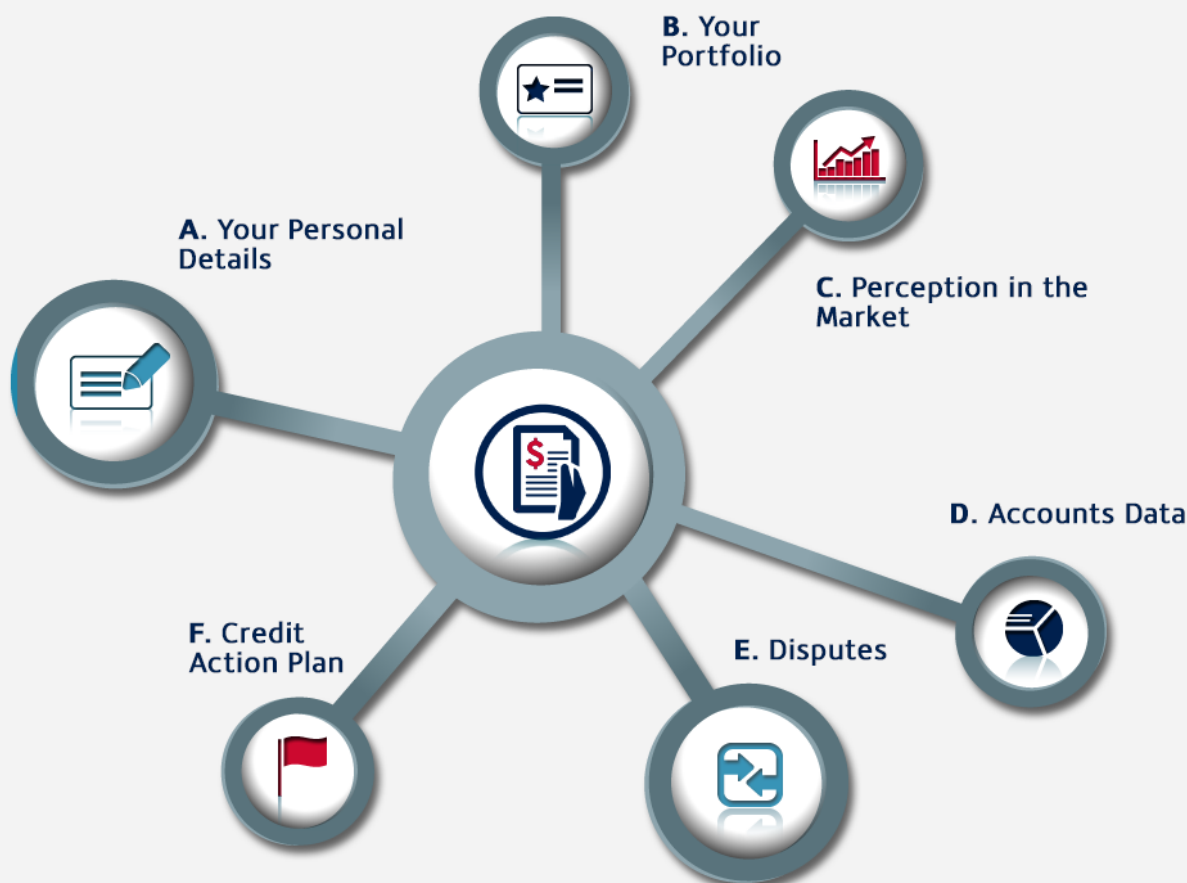 B. Your
Portfolio
A. Your Personal
Details
C. Perception in the
Market
D. Accounts Data
F. Credit
Action Plan
E. Disputes
$